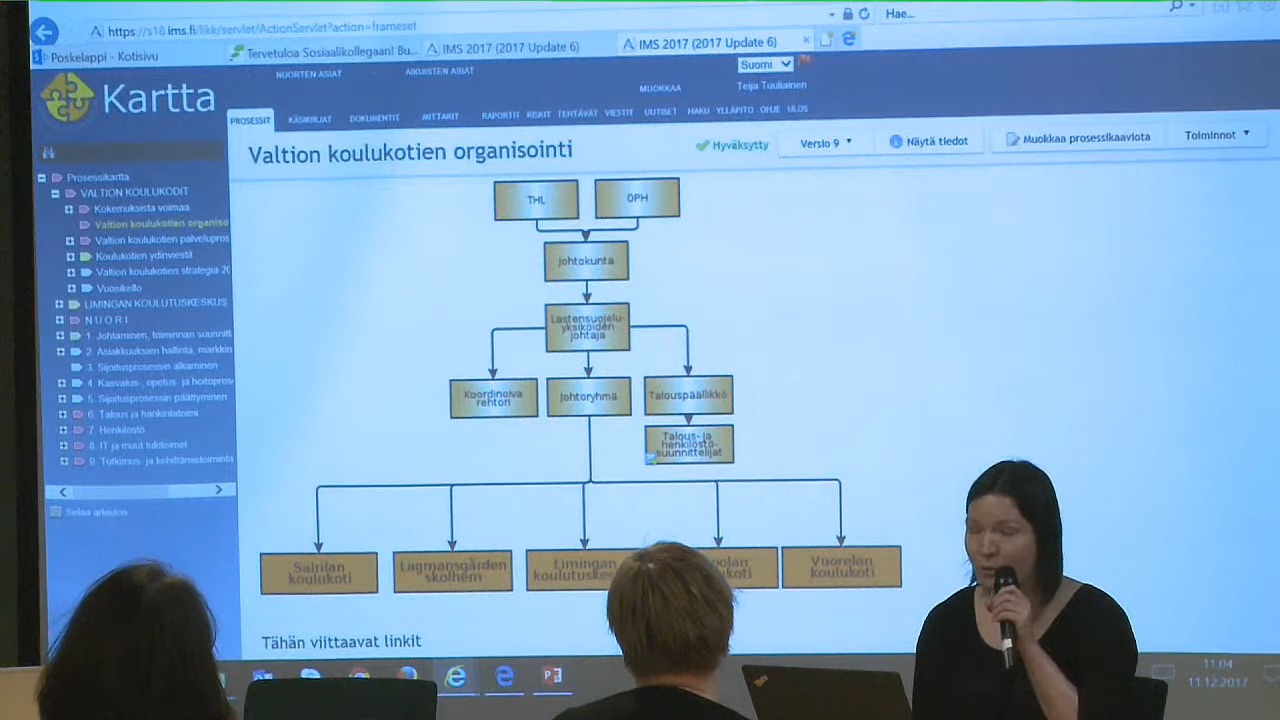 https://s18.ims.fi/likk/servlet/ActionServlet?action=frameset
Hae...
Poskelappi - Kotisivu
Tervetuloa Sosiaalikollegaan! Bu...
IMS 2017 (2017 Update 6)
IMS 2017 (2017 Update 6)
Kartta
NUORTEN ASIAT
AIKUISTEN ASIAT
MUOKKAA
Suomi
Teija Tuuliainen
PROSESSIT
KÄSIKIRJAT
DOKUMENTIT
MITTARIT
RAPORTIT
RISKIT
TEHTÄVÄT
VIESTIT
UUTISET
HAKU
YLLÄPITO
OHJE
ULOS
Valtion koulukotien organisointi
Hyväksytty
Versio 9
Näytä tiedot
Muokkaa prosessikaaviota
Toiminnot
Prosessikartta
VALTION KOULUKODIT
Kokemuksista voimaa
Valtion koulukotien organiso
Valtion koulukotien palvelupros
Koulukotien ydinviestit
Valtion koulukotien strategia 20
Vuosikello
LIMINGAN KOULUTUSKESKUS
N U O R I
1. Johtaminen, toiminnan suunnitt
2. Asiakkuuksien hallinta, markkin
3. Sijoitusprosessin alkaminen
4. Kasvatus-, opetus- ja hoitopros
5. Sijoitusprosessin päättyminen
6. Talous ja hankintatoimi
7. Henkilöstö
8. IT ja muut tukitoimet
9. Tutkimus- ja kehittämistoiminta
Selaa arkistoa
THL
OPH
Johtokunta
Lastensuojelu-
yksiköiden
johtaja
Koordinoiva
rehtori
Johtoryhmä
Talouspäällikkö
Talous- ja
henkilöstö-
suunnittelijat
Sairilan
koulukoti
Lagmansgården
skolhem
Limingan
koulutuskes
olan
koti
Vuorelan
koulukoti
Tähän viittaavat linkit
11.04
11.12.2017